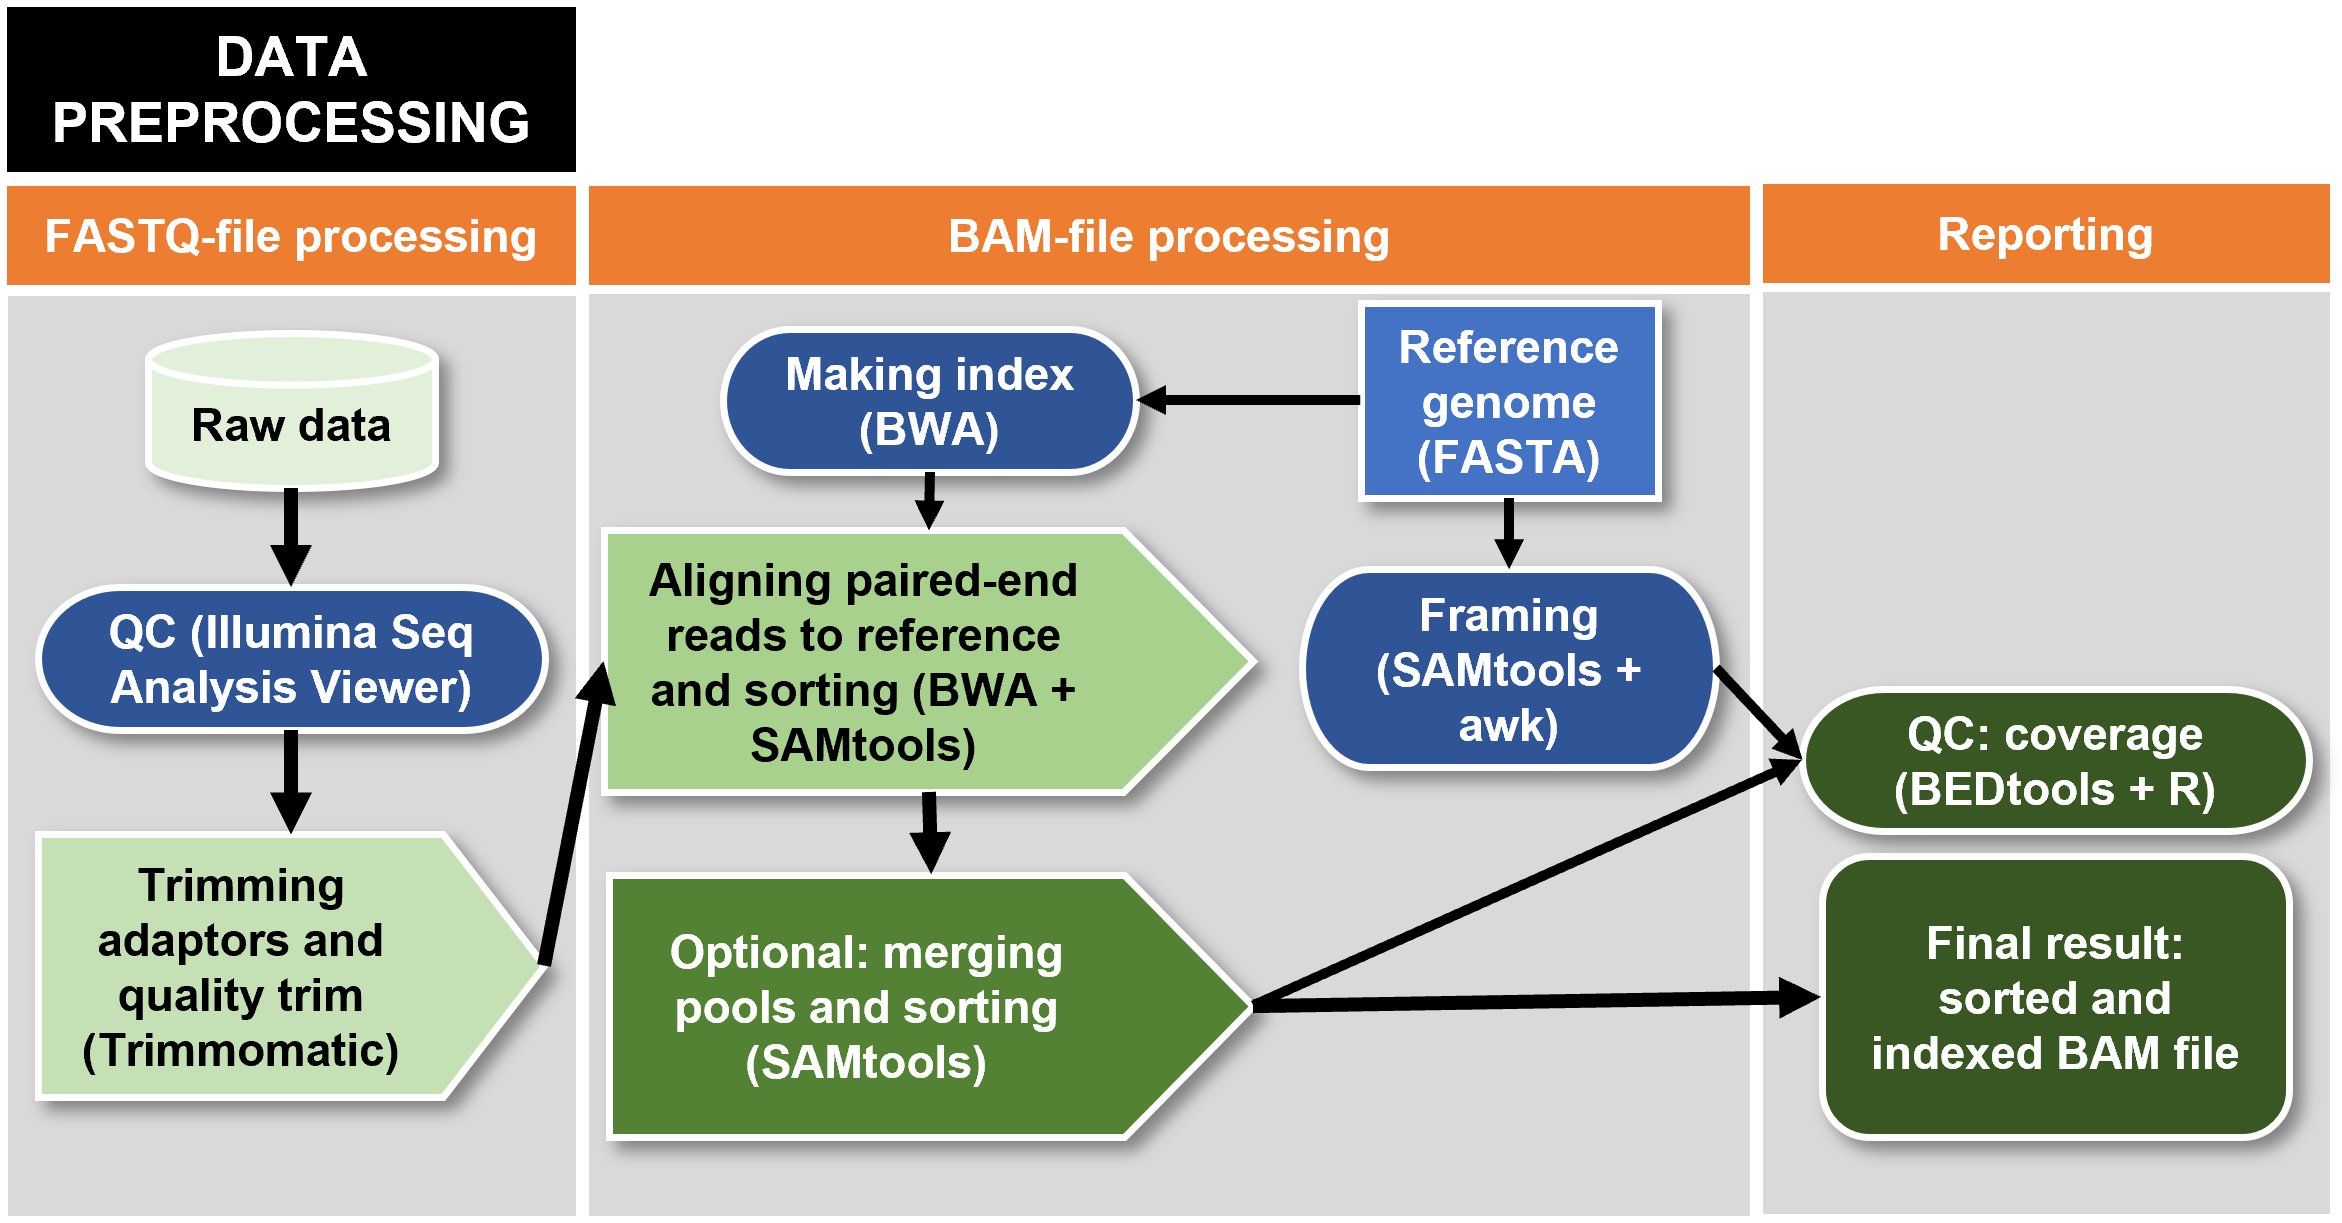 DATA
PREPROCESSING
FASTQ-file processing
BAM-file processing
Reporting
Raw data
QC (Illumina Seq
Analysis Viewer)
Trimming
adaptors and
quality trim
(Trimmomatic)
Making index
(BWA)
Reference
genome
(FASTA)
Aligning paired-end
reads to reference
and sorting (BWA +
SAMtools)
Framing
(SAMtools +
awk)
Optional: merging
pools and sorting
(SAMtools)
QC: coverage
(BEDtools + R)
Final result:
sorted and
indexed BAM file